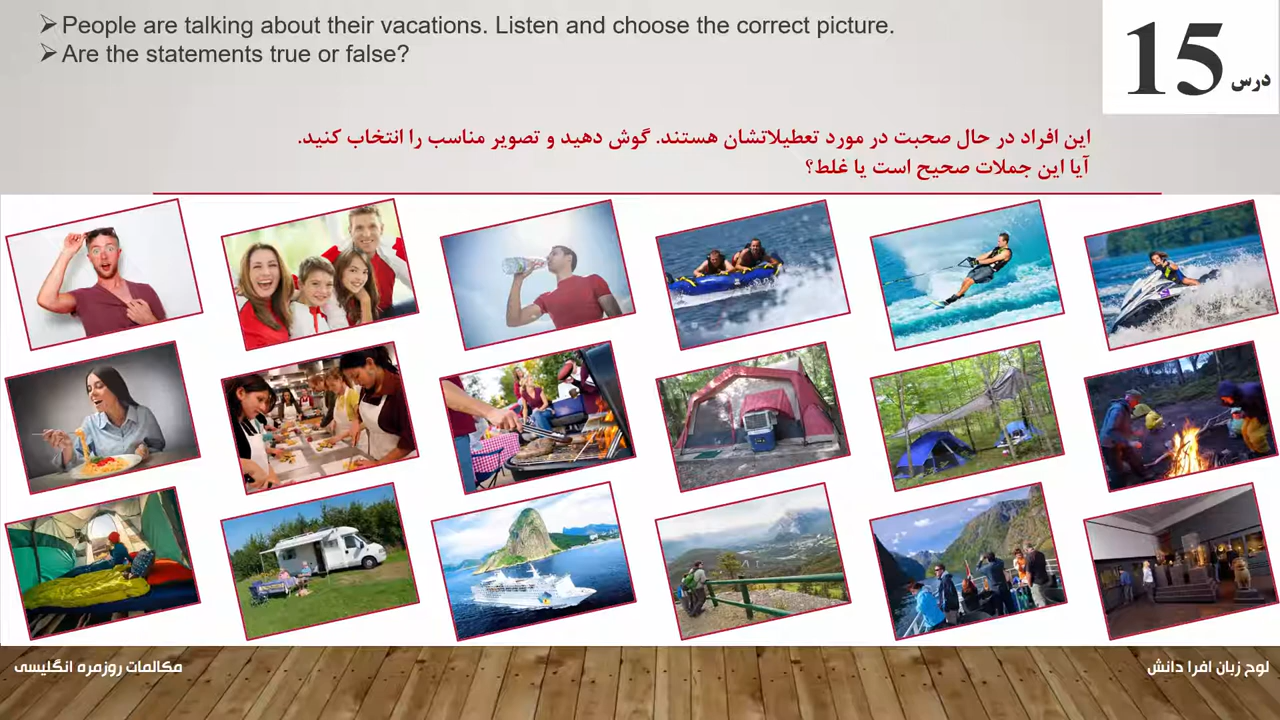 ➢ People are talking about their vacations. Listen and choose the correct picture.
➢ Are the statements true or false?
درس 15
این افراد در حال صحبت در مورد تعطیلاتشان هستند. گوش دهید و تصویر مناسب را انتخاب کنید.
آیا این جملات صحیح است یا غلط؟
مکالمات روزمره انگلیسی
لوح زبان افرا دانش